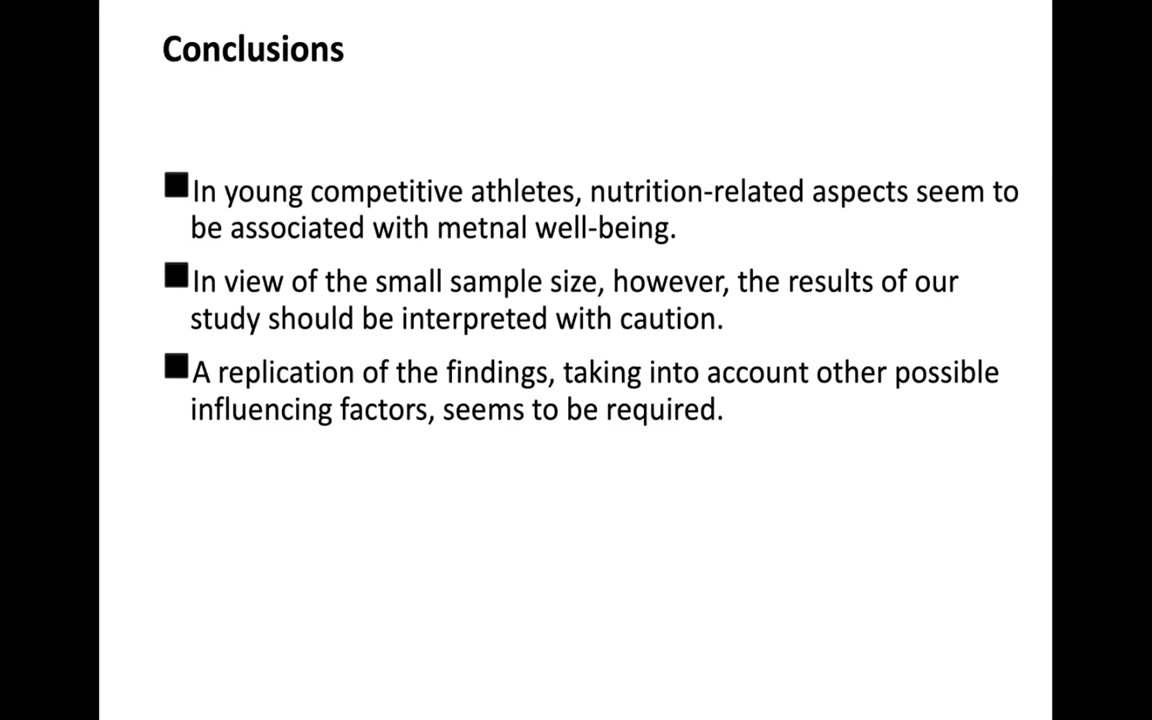 Conclusions
In young competitive athletes, nutrition-related aspects seem to
be associated with metnal well-being.
In view of the small sample size, however, the results of our
study should be interpreted with caution.
A replication of the findings, taking into account other possible
influencing factors, seems to be required.